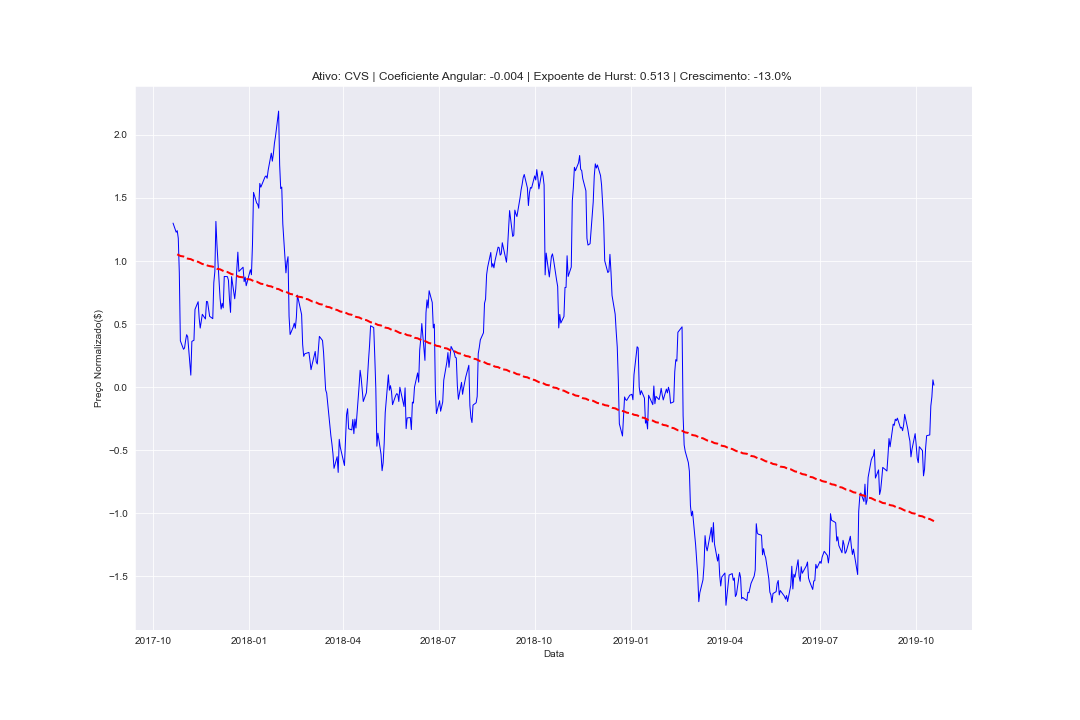 Ativo: CVS | Coeficiente Angular: -0.004 | Expoente de Hurst: 0.513 | Crescimento: -13.0%
Preço Normalizado($)
2.0
1.5
1.0
0.5
0.0
−0.5
−1.0
−1.5
2017-10 2018-01 2018-04 2018-07 2018-10 2019-01 2019-04 2019-07 2019-10
Data